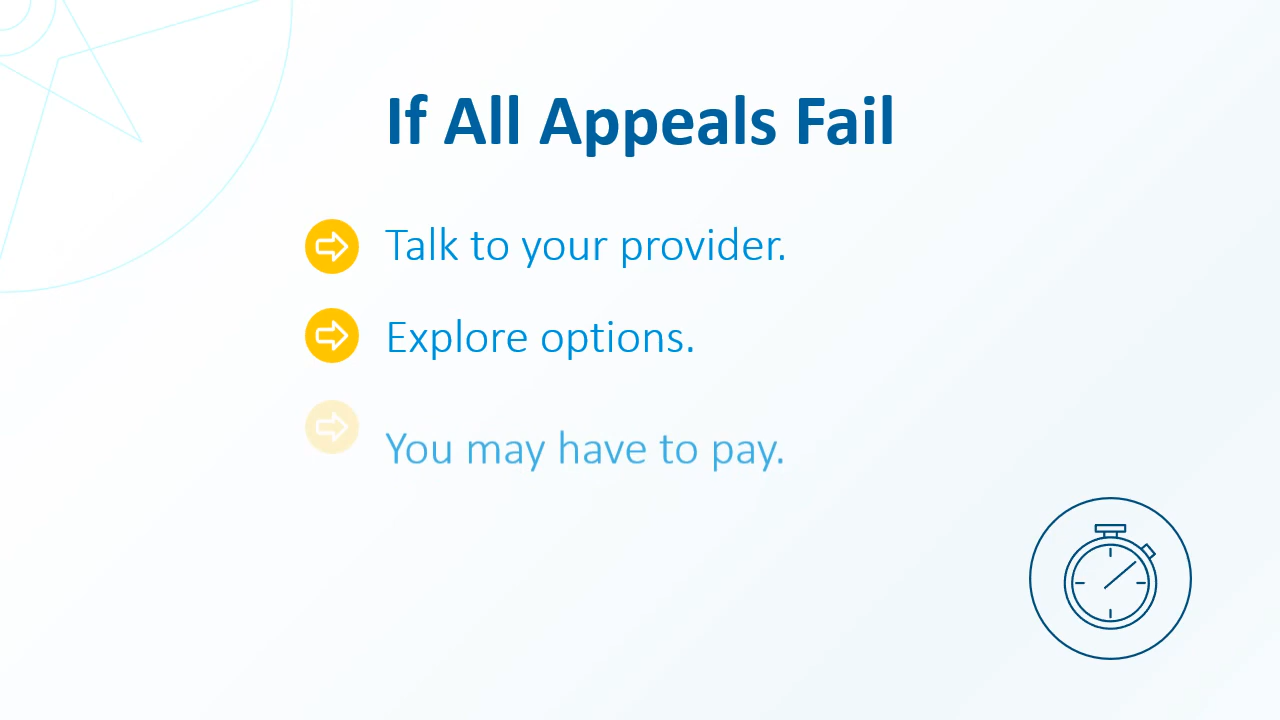 If All Appeals Fail
Talk to your provider.
Explore options.
You may have to pay.